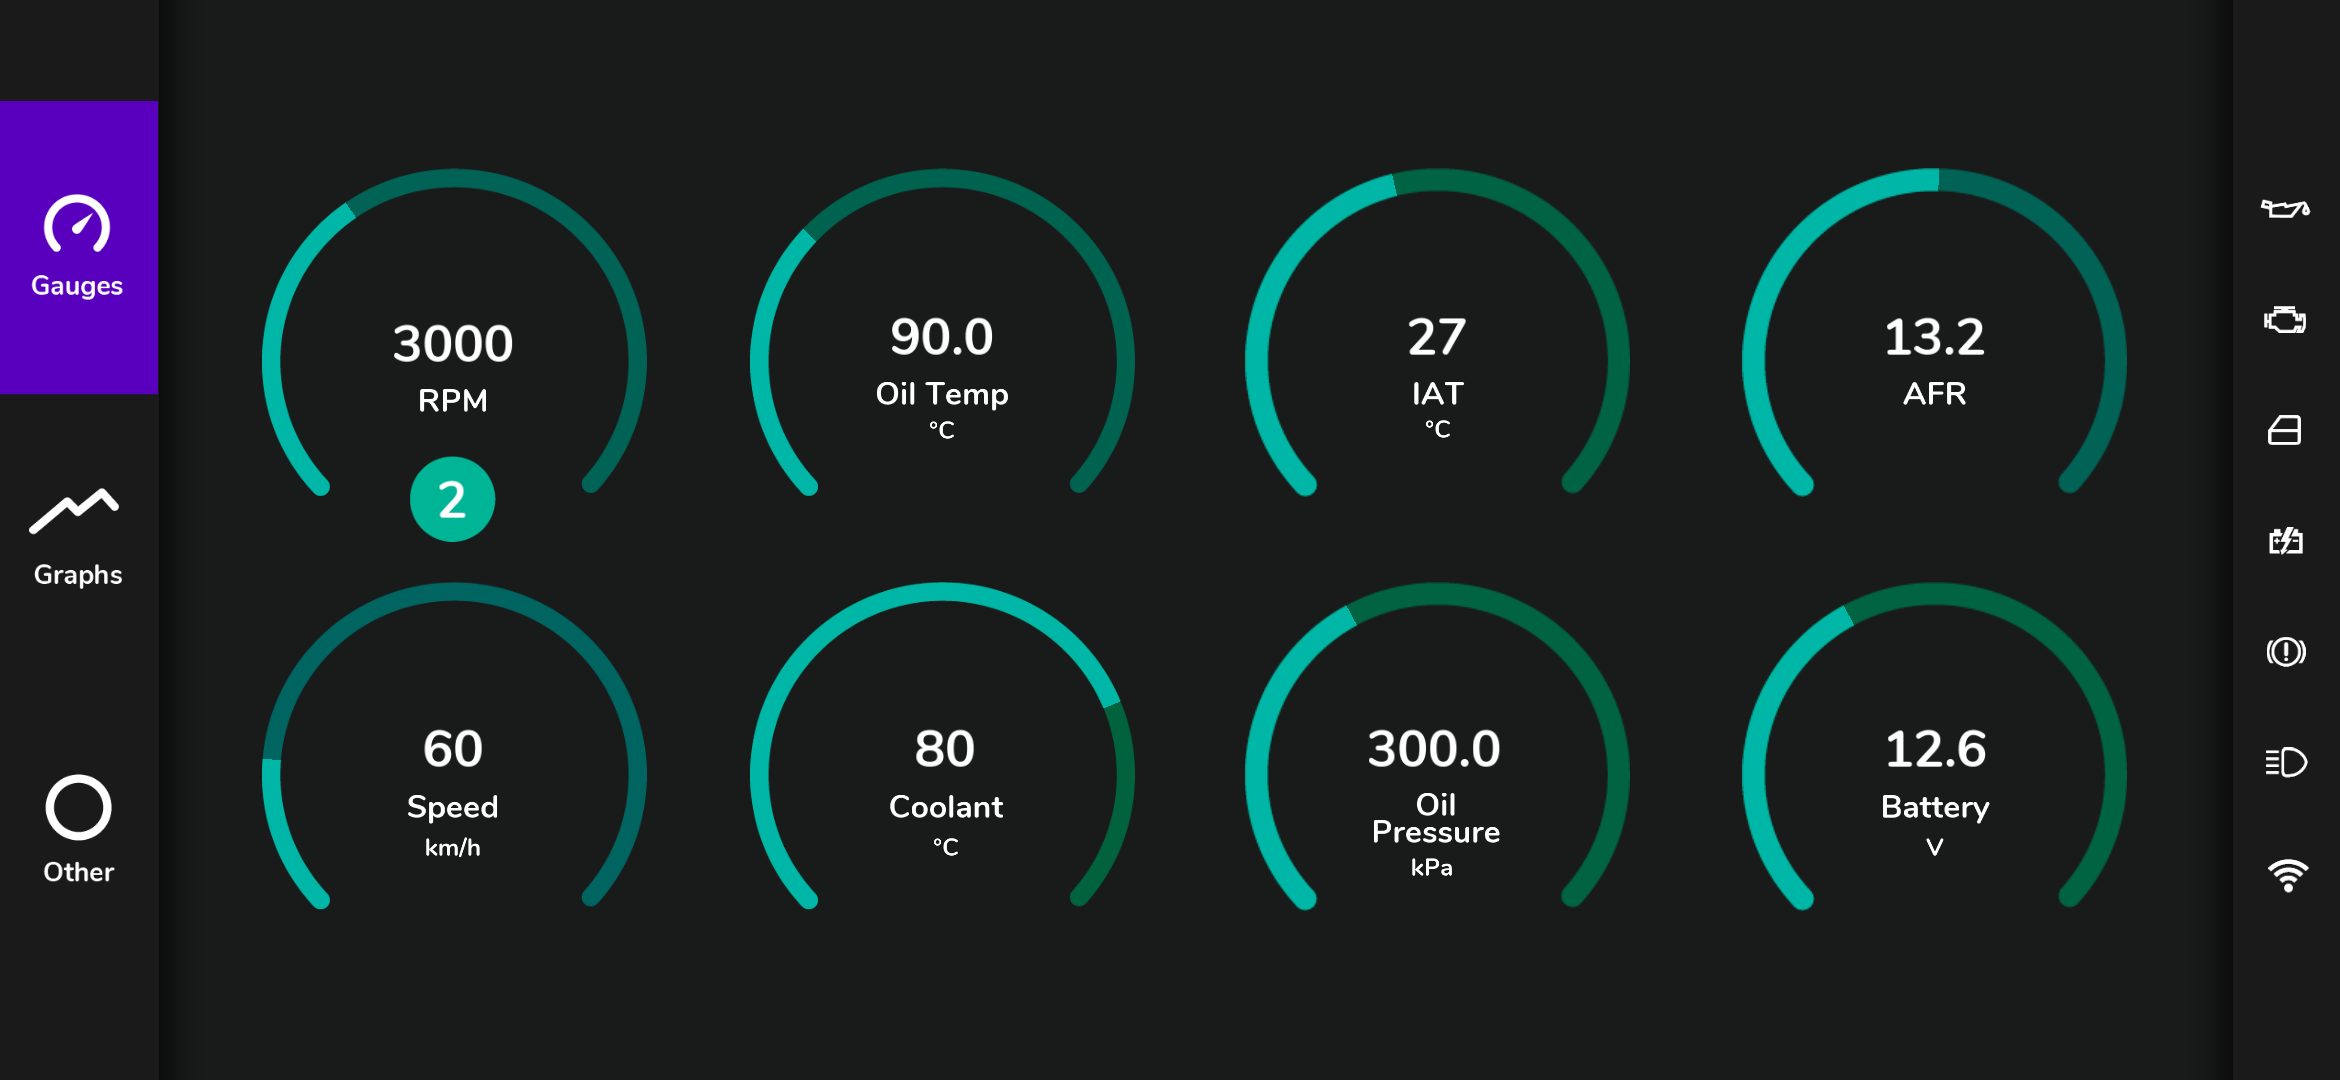 Gauges
Graphs
Other
3000
RPM
2
90.0
Oil Temp
°C
27
IAT
°C
13.2
AFR
60
Speed
km/h
80
Coolant
°C
300.0
Oil
Pressure
kPa
12.6
Battery
V